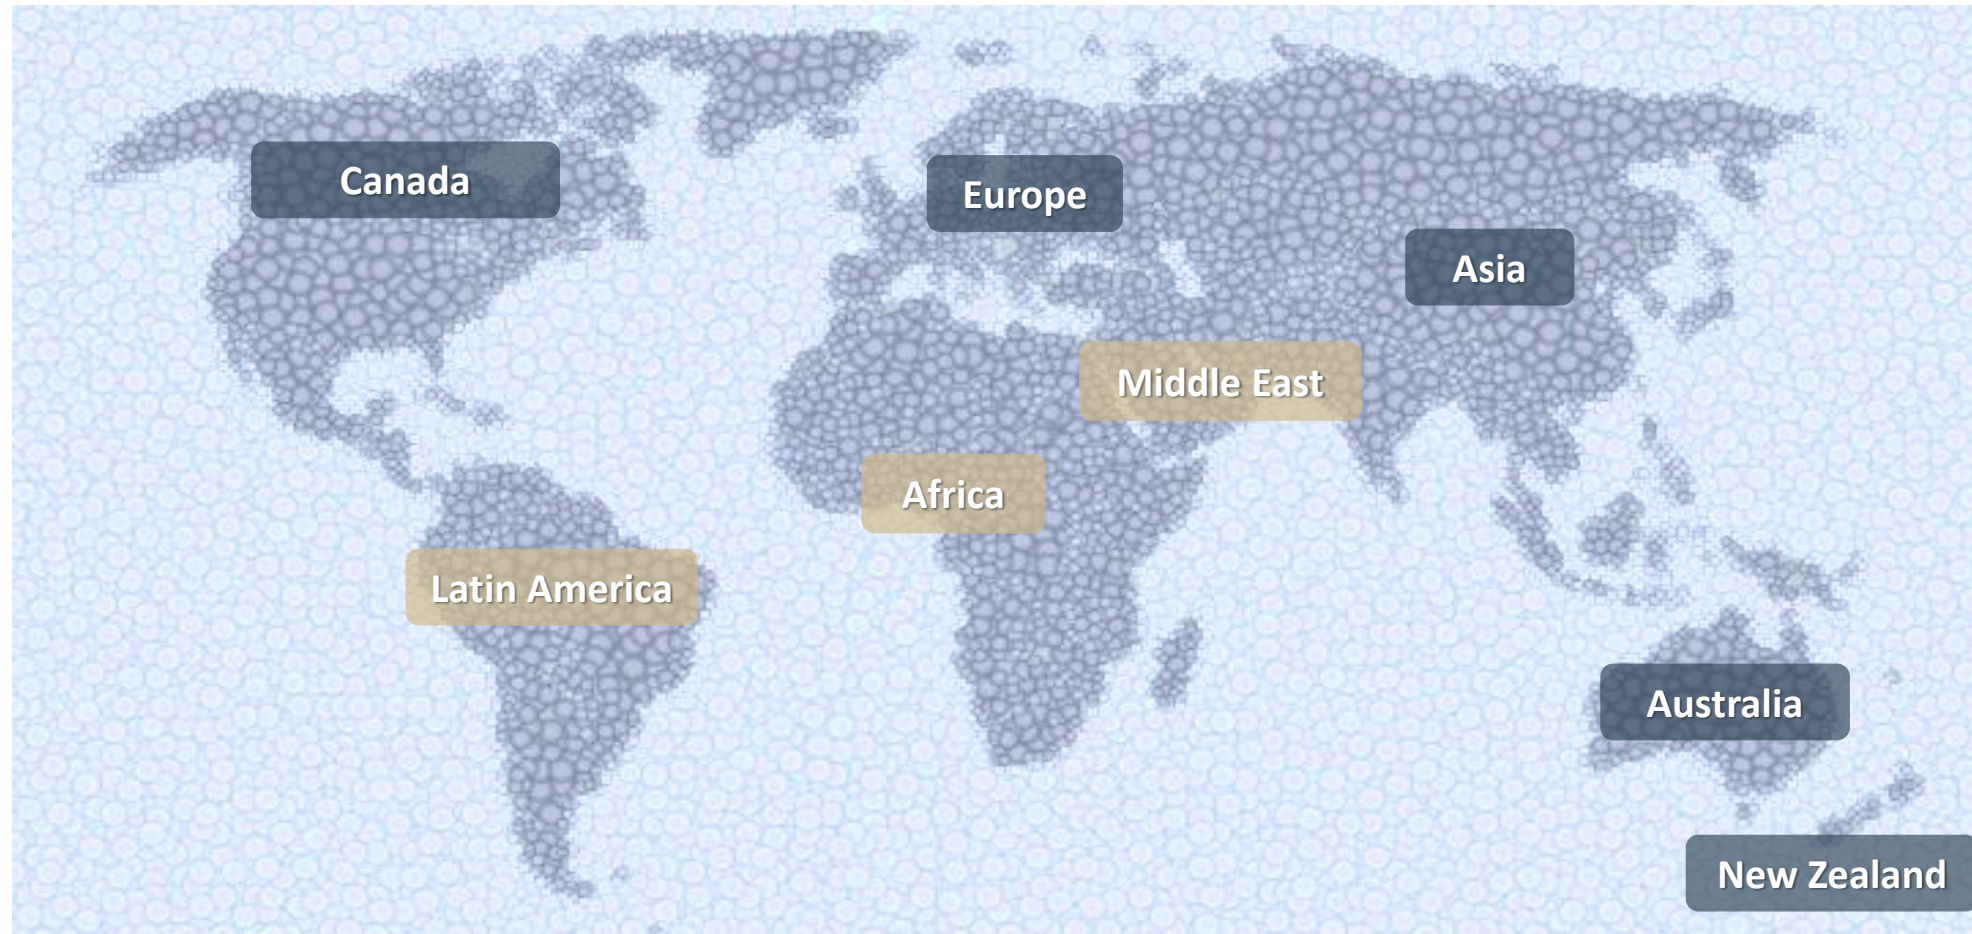 Canada
Europe
Asia
Middle East
Africa
Latin America
Australia
New Zealand